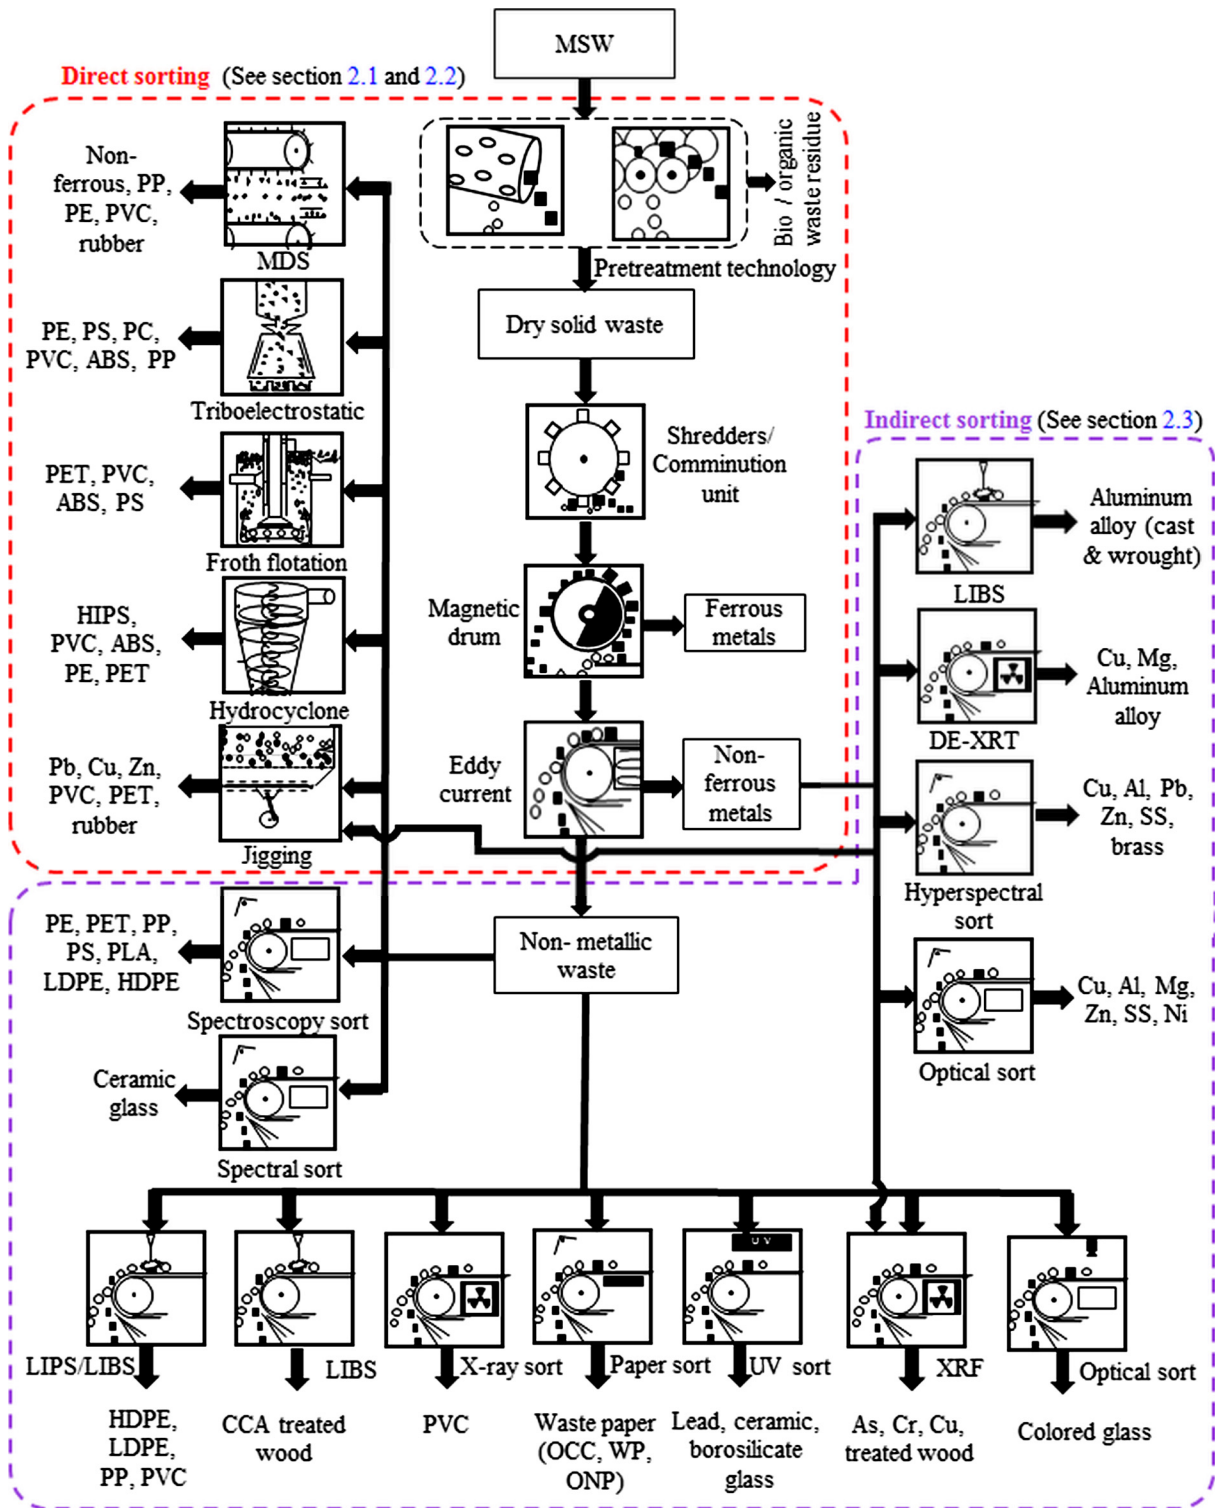 MSW
Direct sorting (See section 2.1 and 2.2)
Non-
ferrous, PP,
PE, PVC,
rubber
MDS
Bio / organic
waste residue
Pretreatment technology
Dry solid waste
PE, PS, PC,
PVC, ABS, PP
Triboelectrostatic
Shredders/
Comminution
unit
PET, PVC,
ABS, PS
Froth flotation
Magnetic
drum
Ferrous
metals
HIPS,
PVC, ABS,
PE, PET
Hydrocyclone
Eddy
current
Non-
ferrous
metals
Pb, Cu, Zn,
PVC, PET,
rubber
Jigging
Indirect sorting (See section 2.3)
Aluminum
alloy (cast
& wrought)
LIBS
Cu, Mg,
Aluminum
alloy
DE-XRT
Cu, Al, Pb,
Zn, SS,
brass
Hyperspectral
sort
Cu, Al, Mg,
Zn, SS, Ni
Optical sort
Non- metallic
waste
PE, PET, PP,
PS, PLA,
LDPE, HDPE
Spectroscopy sort
Ceramic
glass
Spectral sort
UV
LIPS/LIBS
LIBS
X-ray sort
Paper sort
UV sort
XRF
Optical sort
HDPE,
LDPE,
PP, PVC
CCA treated
wood
PVC
Waste paper
(OCC, WP,
ONP)
Lead, ceramic,
borosilicate
glass
As, Cr, Cu,
treated wood
Colored glass